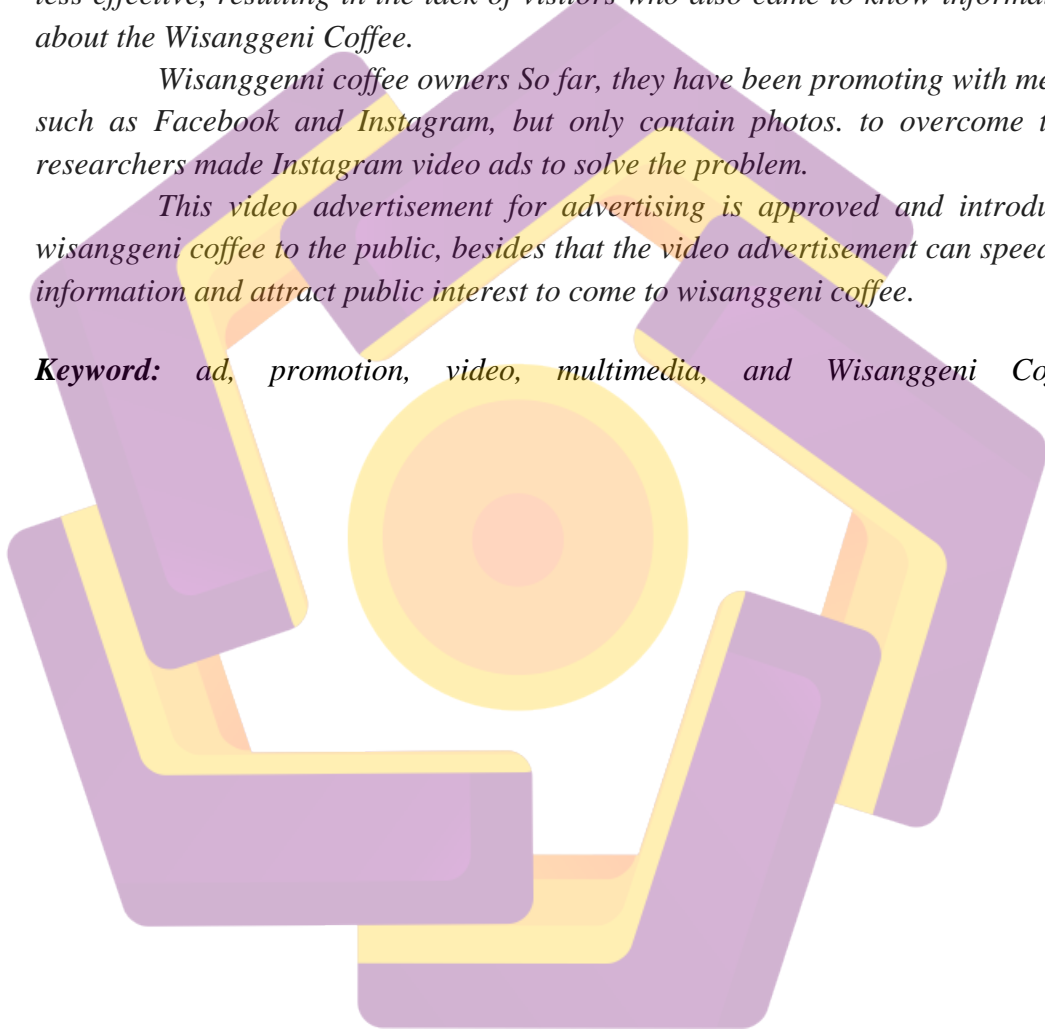 less effective, resulting in the lack of visitors who also came to know
about the Wisanggeni Coffee.
Wisanggenni coffee owners So far, they have been promoting with
such as Facebook and Instagram, but only contain photos. to overcome
researchers made Instagram video ads to solve the problem.
This video advertisement for advertising is approved and
wisanggeni coffee to the public, besides that the video advertisement can
information and attract public interest to come to wisanggeni coffee.
Keyword: ad, promotion, video, multimedia, and Wisanggeni